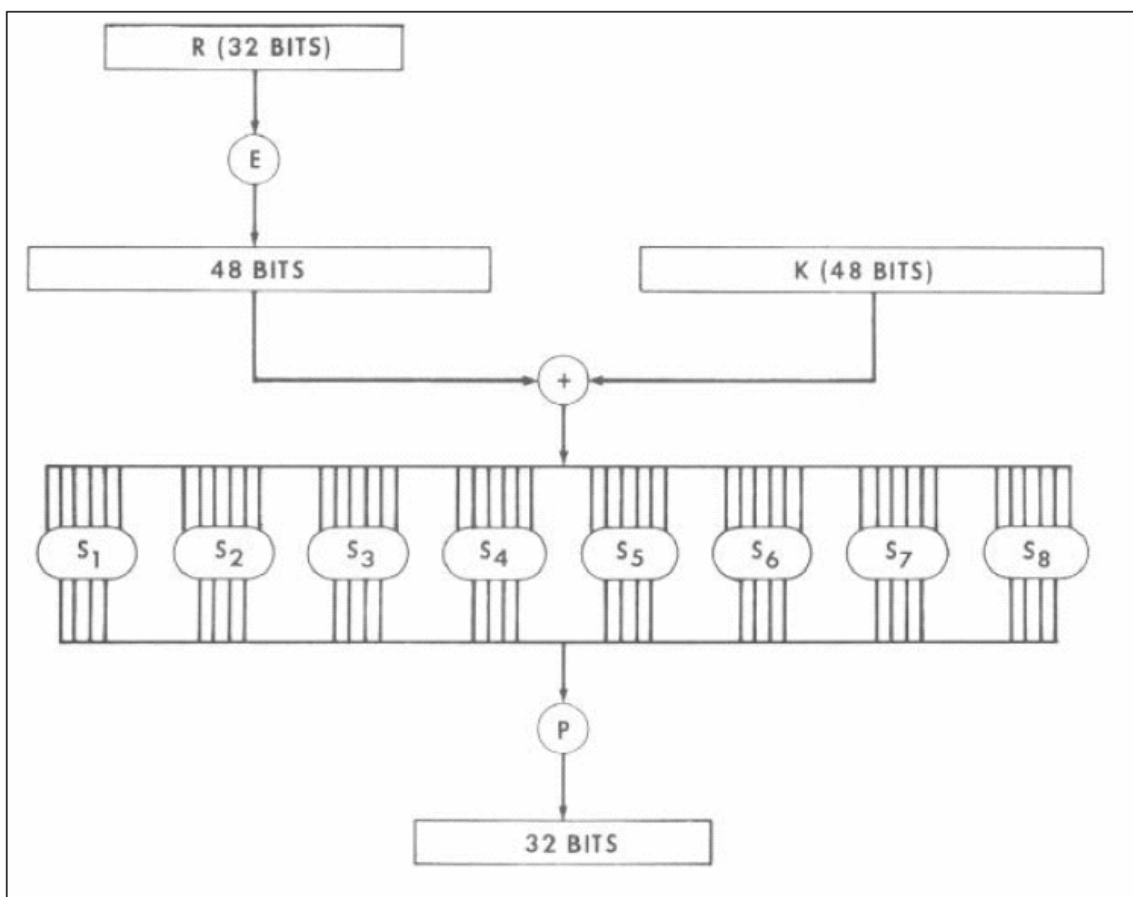 R (32 BITS)
E
48 BITS
K (48 BITS)
+
S1 S2 S3 S4 S5 S6 S7 S8
P
32 BITS